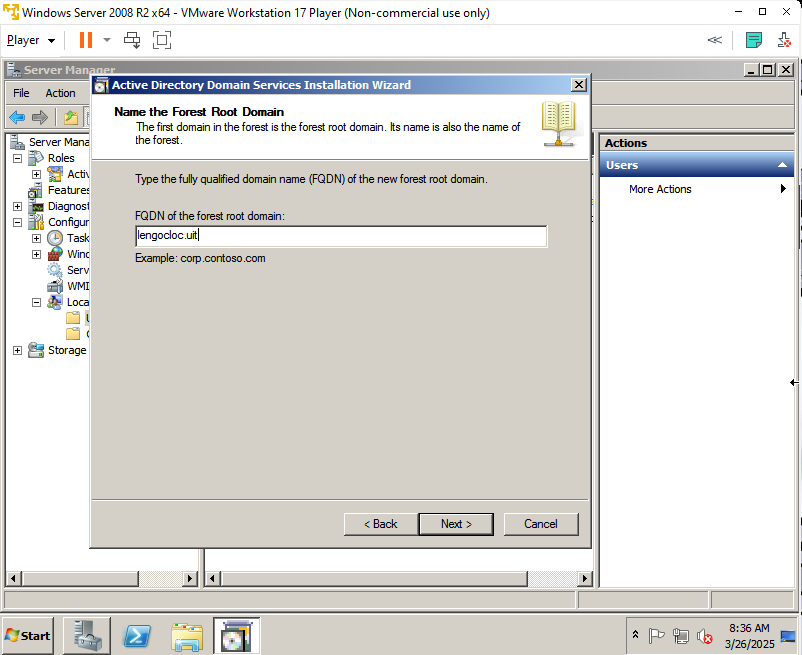 Windows Server 2008 R2 x64 - VMware Workstation 17 Player (Non-commercial use only)
Player
Server Manager
File Action
Active Directory Domain Services Installation Wizard
Name the Forest Root Domain
The first domain in the forest is the forest root domain. Its name is also the name of
the forest.
Type the fully qualified domain name (FQDN) of the new forest root domain.
FQDN of the forest root domain:
lengocloc.uit
Example: corp.contoso.com
< Back
Next >
Cancel
Server Mana
Roles
Activ
Features
Diagnost
Configur
Task
Wind
Serv
WMI
Loca
Storage
Actions
Users
More Actions
Start
8:36 AM
3/26/2025